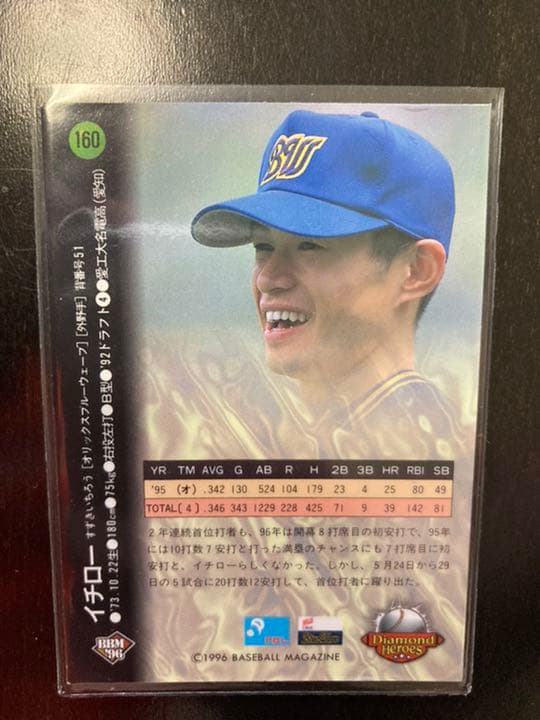 160
イチロー すずきいちろう [オリックスブルーウェーブ] [外野手] 背番号51
●'73.10.22生●180cm●75kg●右投左打●B型●'92ドラフト❹●愛工大名電高(愛知)
BW
YR TM AVG G AB R H 2B 3B HR RBI SB
'95 (オ) .342 130 524 104 179 23 4 25 80 49
TOTAL(4) .346 343 1229 228 425 71 9 39 142 81
2年連続首位打者も、96年は開幕8打席目の初安打で、95年
には10打数7安打と打った満塁のチャンスにも7打席目に初
安打と、イチローらしくなかった。しかし、5月24日から29
日の5試合に20打数12安打して、首位打者に躍り出た。
BBM
'96
PBL
Diamond
Heroes
©1996 BASEBALL MAGAZINE